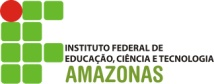 INSTITUTO FEDERAL DE
EDUCAÇÃO, CIÊNCIA E TECNOLOGIA
AMAZONAS